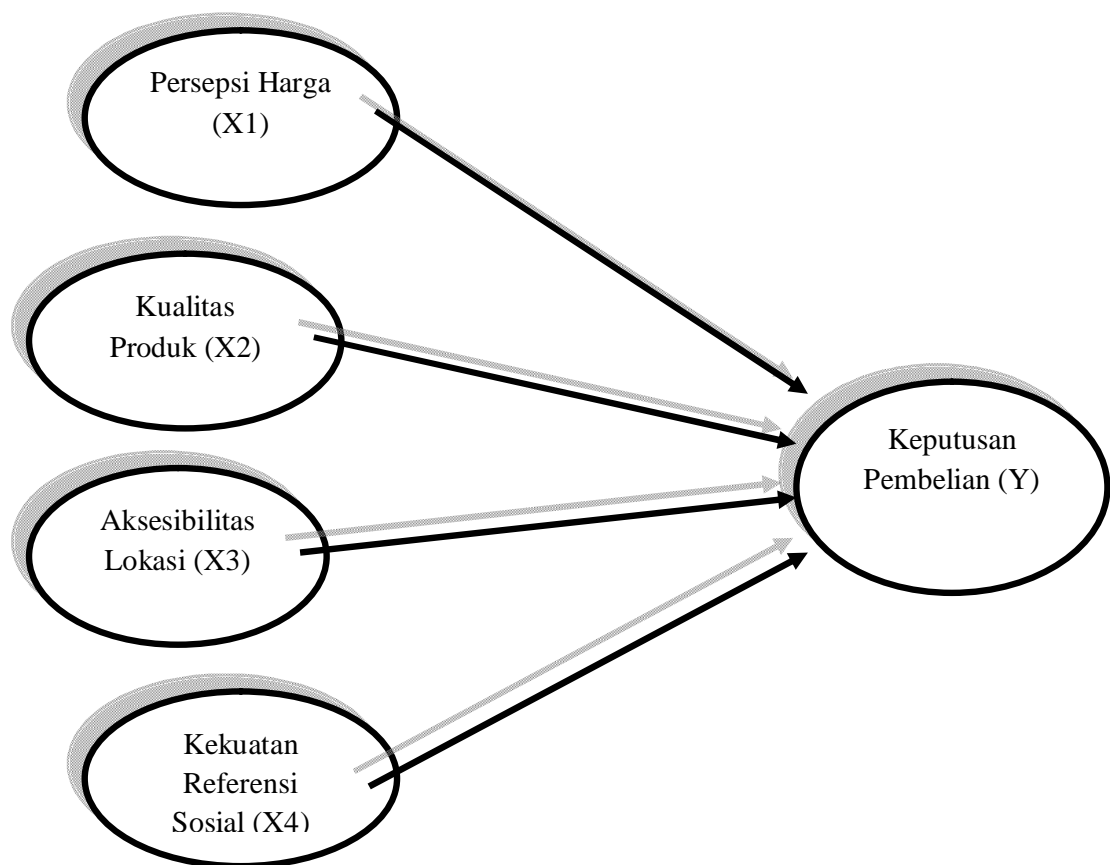 Persepsi Harga
(X1)
Kualitas
Produk (X2)
Aksesibilitas
Lokasi (X3)
Kekuatan
Referensi
Sosial (X4)
Keputusan
Pembelian (Y)